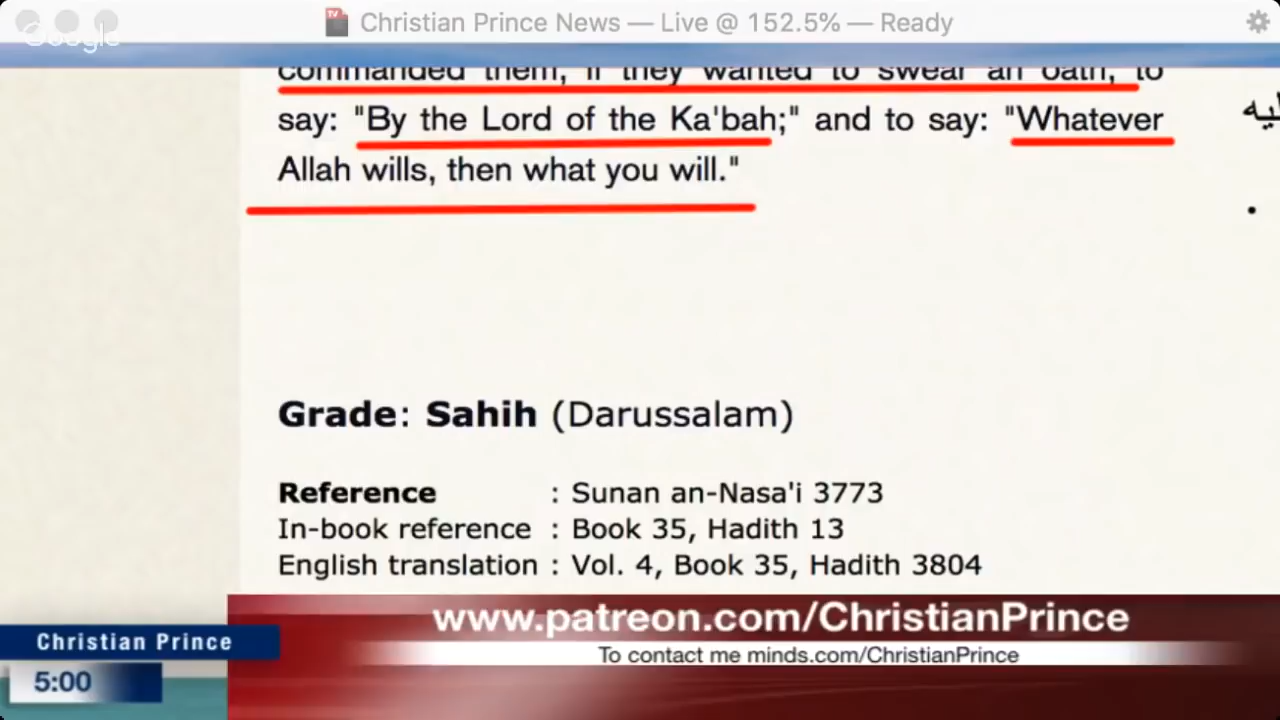 Christian Prince News — Live @ 152.5% — Ready
Google
commanded them, if they wanted to swear an oath, to
say: "By the Lord of the Ka'bah;" and to say: "Whatever
Allah wills, then what you will."
Grade: Sahih (Darussalam)
Reference : Sunan an-Nasa'i 3773
In-book reference : Book 35, Hadith 13
English translation : Vol. 4, Book 35, Hadith 3804
www.patreon.com/ChristianPrince
To contact me minds.com/ChristianPrince
Christian Prince
5:00